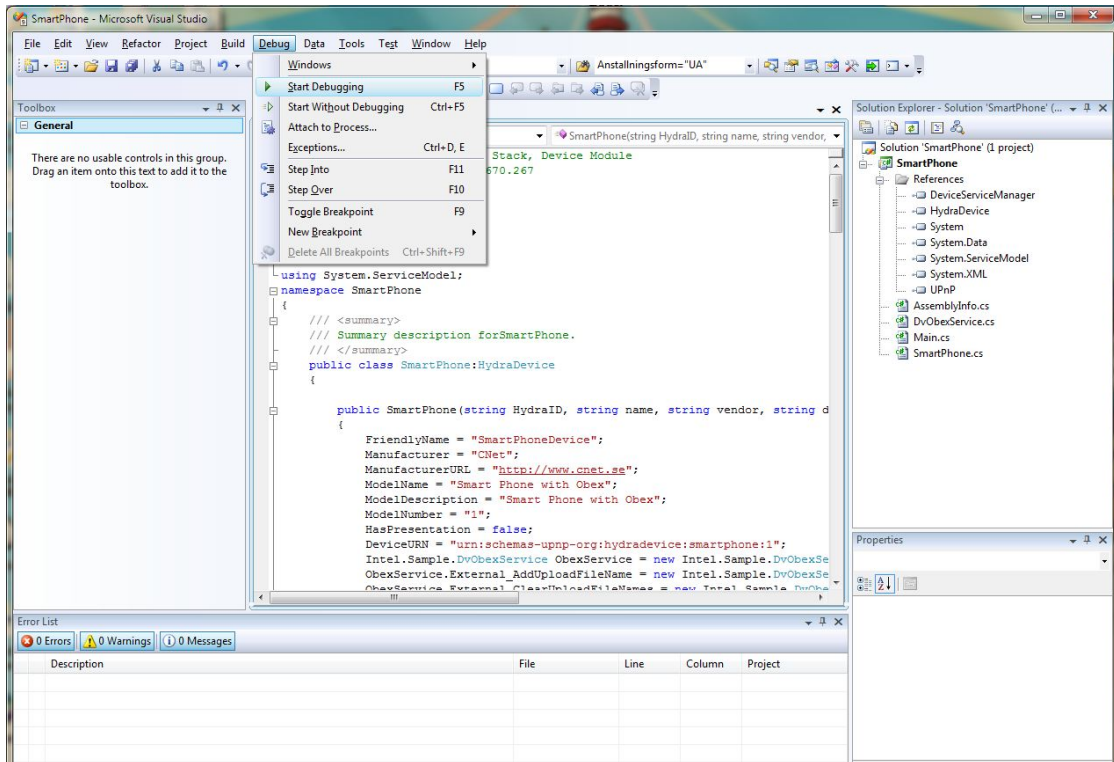 SmartPhone - Microsoft Visual Studio
File Edit View Refactor Project Build Debug Data Tools Test Window Help
Anstallningsform="UA"
Windows
Start Debugging F5
Start Without Debugging Ctrl+F5
Attach to Process...
Exceptions... Ctrl+D, E
Step Into F11
Step Over F10
Toggle Breakpoint F9
New Breakpoint
Delete All Breakpoints Ctrl+Shift+F9
Toolbox
General
There are no usable controls in this group.
Drag an item onto this text to add it to the
toolbox.
SmartPhone(string HydraID, string name, string vendor,
Stack, Device Module
670.267
using System.ServiceModel;
namespace SmartPhone
{
/// <summary>
/// Summary description forSmartPhone.
/// </summary>
public class SmartPhone:HydraDevice
{
public SmartPhone(string HydraID, string name, string vendor, string d
{
FriendlyName = "SmartPhoneDevice";
Manufacturer = "CNet";
ManufacturerURL = "http://www.cnet.se";
ModelName = "Smart Phone with Obex";
ModelDescription = "Smart Phone with Obex";
ModelNumber = "1";
HasPresentation = false;
DeviceURN = "urn:schemas-upnp-org:hydradevice:smartphone:1";
Intel.Sample.DvObexService ObexService = new Intel.Sample.DvObexSe
ObexService.External_AddUploadFileName = new Intel.Sample.DvObexSe
ObexService.External_ClearUploadFileNames = new Intel.Sample.DvObe
Solution Explorer - Solution 'SmartPhone' (...
Solution 'SmartPhone' (1 project)
SmartPhone
References
DeviceServiceManager
HydraDevice
System
System.Data
System.ServiceModel
System.XML
UPnP
AssemblyInfo.cs
DvObexService.cs
Main.cs
SmartPhone.cs
Properties
Error List
0 Errors 0 Warnings 0 Messages
Description File Line Column Project